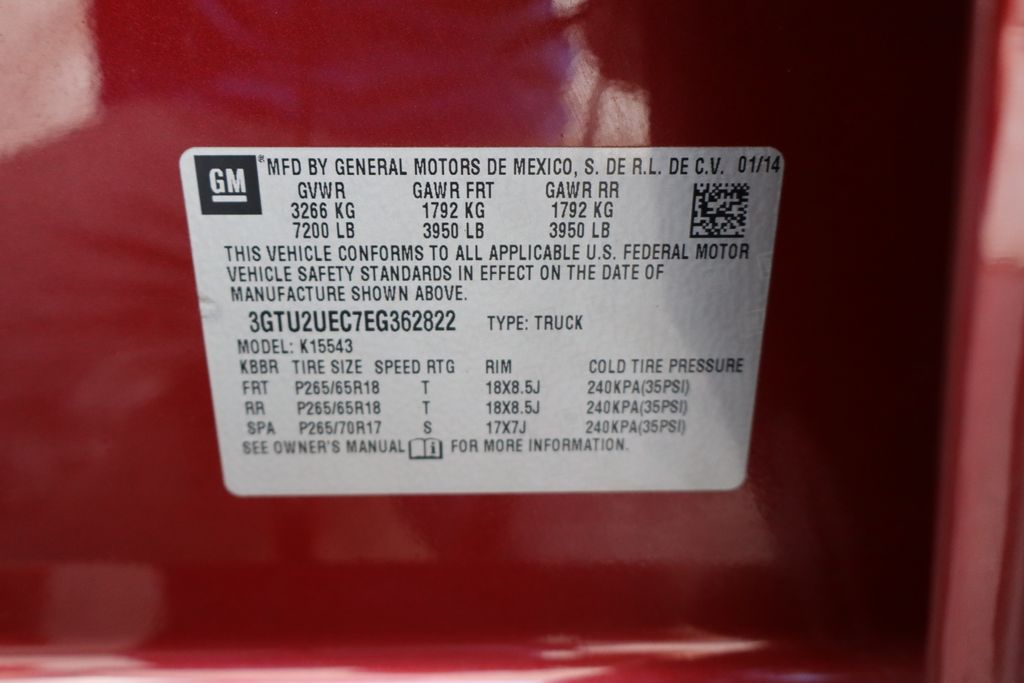 GM ® MFD BY GENERAL MOTORS DE MEXICO, S. DE R.L. DE C.V. 01/14
GVWR GAWR FRT GAWR RR
3266 KG 1792 KG 1792 KG
7200 LB 3950 LB 3950 LB
THIS VEHICLE CONFORMS TO ALL APPLICABLE U.S. FEDERAL MOTOR
VEHICLE SAFETY STANDARDS IN EFFECT ON THE DATE OF
MANUFACTURE SHOWN ABOVE.
3GTU2UEC7EG362822 TYPE: TRUCK
MODEL: K15543
KBBR TIRE SIZE SPEED RTG RIM COLD TIRE PRESSURE
FRT P265/65R18 T 18X8.5J 240KPA(35PSI)
RR P265/65R18 T 18X8.5J 240KPA(35PSI)
SPA P265/70R17 S 17X7J 240KPA(35PSI)
SEE OWNER'S MANUAL i FOR MORE INFORMATION.